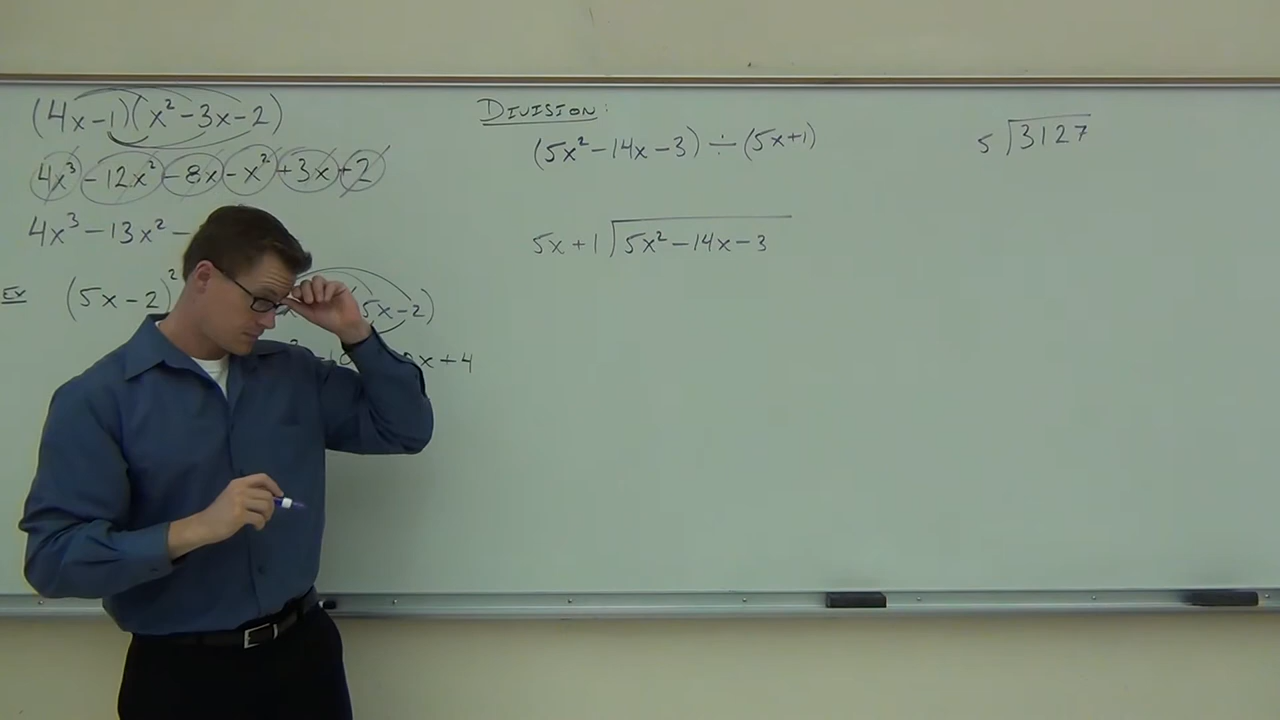 (4x-1)(x²-3x-2)
4x³-12x²-8x-x²+3x+2
4x³-13x²-
Ex (5x-2)² 5x-2)
x+4
DIVISION:
(5x²-14x-3)÷(5x+1)
5x+1 5x²-14x-3
5 3127